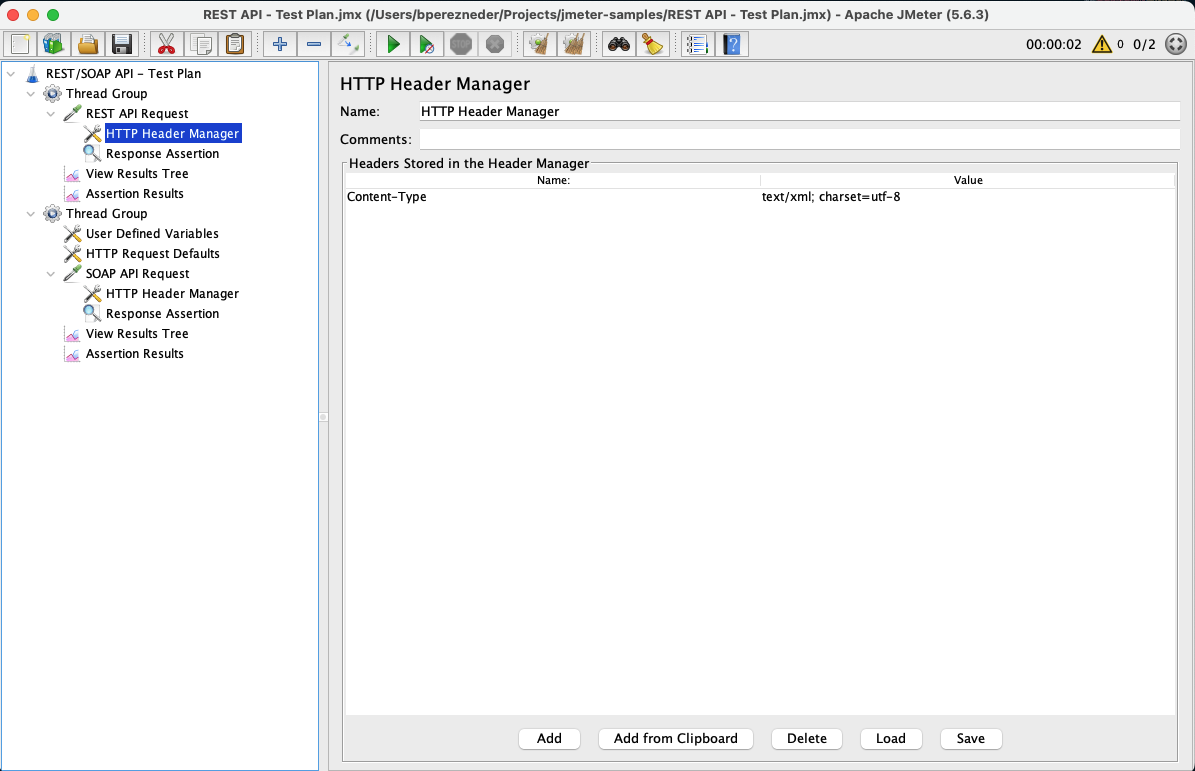 REST API - Test Plan.jmx (/Users/bperezneder/Projects/jmeter-samples/REST API - Test Plan.jmx) - Apache JMeter (5.6.3)
STOP
?
00:00:02 0 0/2
REST/SOAP API - Test Plan
Thread Group
REST API Request
HTTP Header Manager
Response Assertion
View Results Tree
Assertion Results
Thread Group
User Defined Variables
HTTP Request Defaults
SOAP API Request
HTTP Header Manager
Response Assertion
View Results Tree
Assertion Results
HTTP Header Manager
Name: HTTP Header Manager
Comments:
Headers Stored in the Header Manager
Name: Value
Content-Type text/xml; charset=utf-8
Add Add from Clipboard Delete Load Save